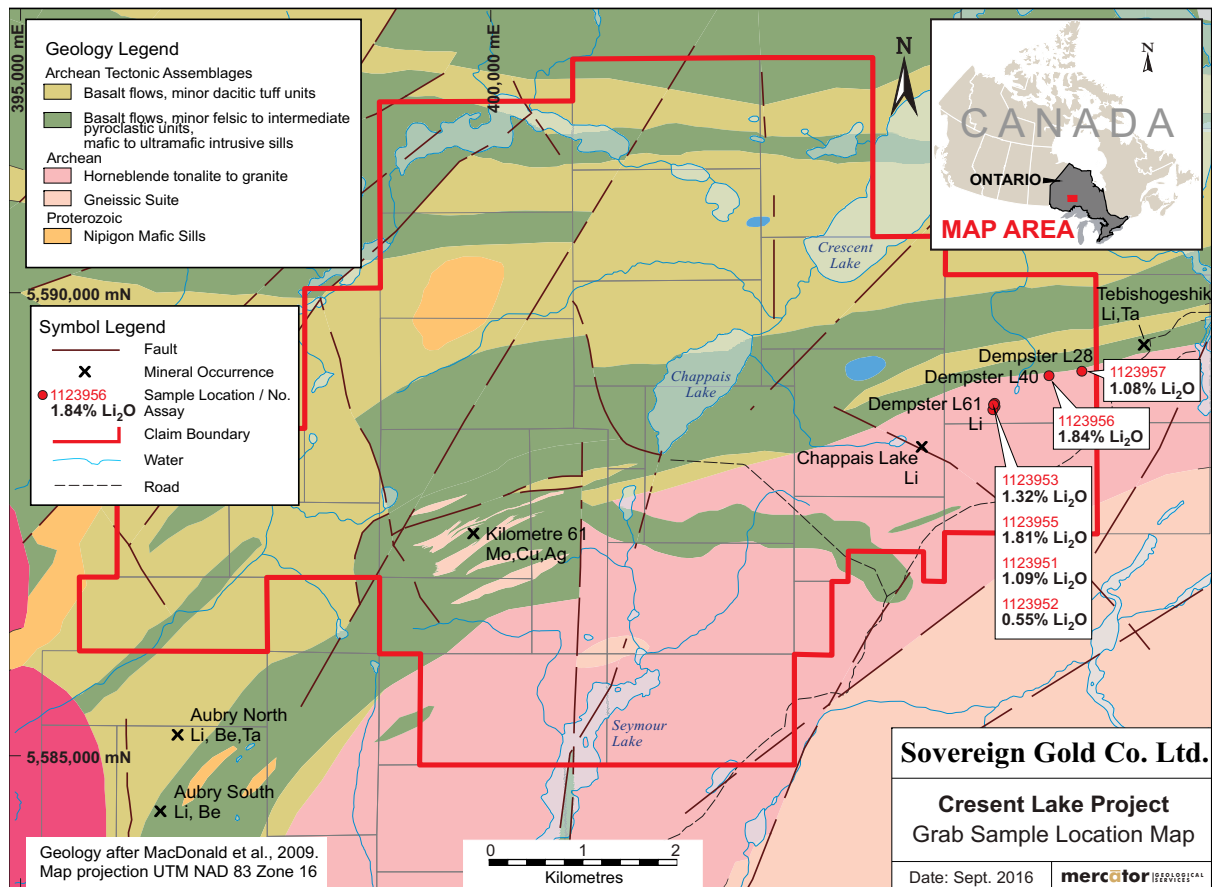 Geology Legend
Archean Tectonic Assemblages
Basalt flows, minor dacitic tuff units
Basalt flows, minor felsic to intermediate
pyroclastic units,
mafic to ultramafic intrusive sills
Archean
Horneblende tonalite to granite
Gneissic Suite
Proterozoic
Nipigon Mafic Sills
395,000 mE
400,000 mE
N
N
CANADA
ONTARIO
MAP AREA
5,590,000 mN
Symbol Legend
Fault
Mineral Occurrence
1123956
1.84% Li₂O
Sample Location / No.
Assay
Claim Boundary
Water
Road
Crescent
Lake
Chappais
Lake
Tebishogeshik
Li,Ta
Dempster L28
Dempster L40
Dempster L61
Li
Chappais Lake
Li
1123957
1.08% Li₂O
1123956
1.84% Li₂O
1123953
1.32% Li₂O
1123955
1.81% Li₂O
1123951
1.09% Li₂O
1123952
0.55% Li₂O
Kilometre 61
Mo,Cu,Ag
Seymour
Lake
Aubry North
Li, Be,Ta
5,585,000 mN
Aubry South
Li, Be
Geology after MacDonald et al., 2009.
Map projection UTM NAD 83 Zone 16
0 1 2
Kilometres
Sovereign Gold Co. Ltd.
Cresent Lake Project
Grab Sample Location Map
Date: Sept. 2016
mercātor GEOLOGICAL
SERVICES